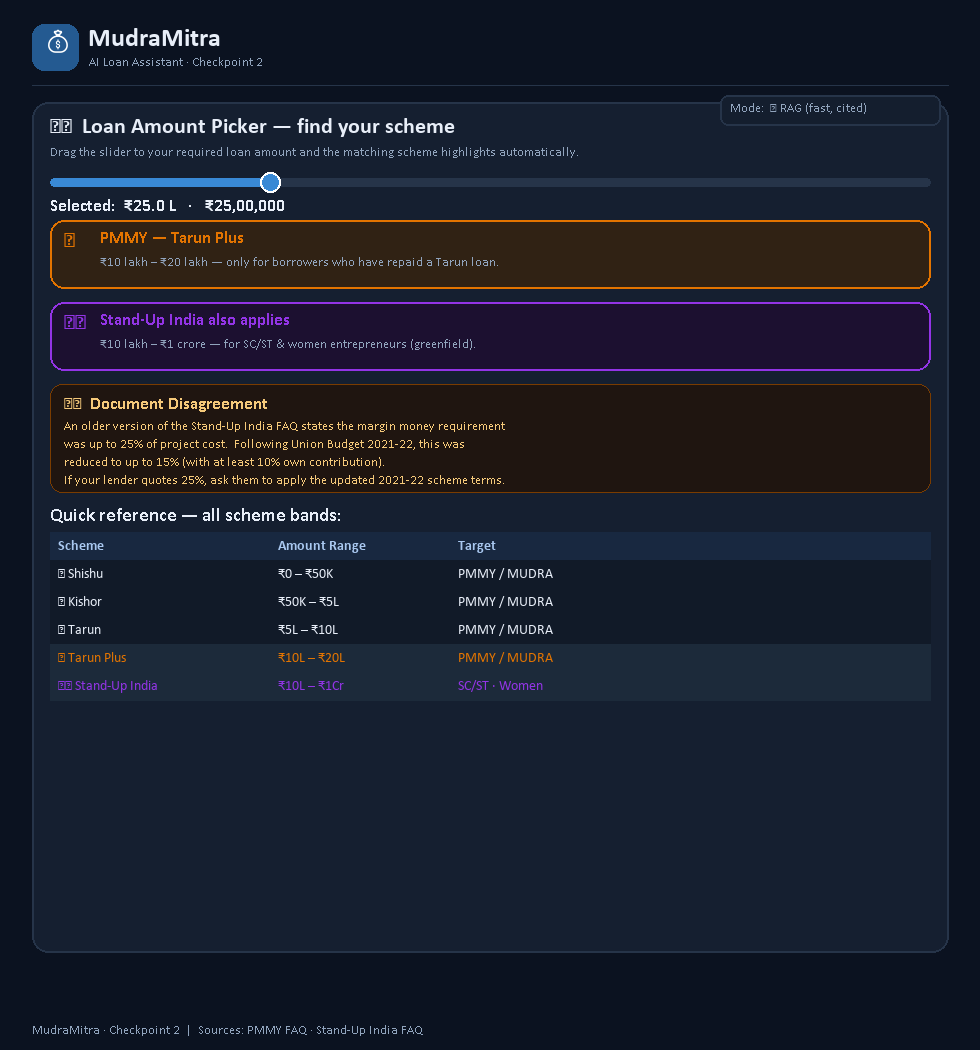 MudraMitra
AI Loan Assistant · Checkpoint 2
Mode: RAG (fast, cited)
Loan Amount Picker — find your scheme
Drag the slider to your required loan amount and the matching scheme highlights automatically.
Selected: ₹25.0 L · ₹25,00,000
PMMY — Tarun Plus
₹10 lakh – ₹20 lakh — only for borrowers who have repaid a Tarun loan.
Stand-Up India also applies
₹10 lakh – ₹1 crore — for SC/ST & women entrepreneurs (greenfield).
Document Disagreement
An older version of the Stand-Up India FAQ states the margin money requirement
was up to 25% of project cost. Following Union Budget 2021-22, this was
reduced to up to 15% (with at least 10% own contribution).
If your lender quotes 25%, ask them to apply the updated 2021-22 scheme terms.
Quick reference — all scheme bands:
Scheme Amount Range Target
Shishu ₹0 – ₹50K PMMY / MUDRA
Kishor ₹50K – ₹5L PMMY / MUDRA
Tarun ₹5L – ₹10L PMMY / MUDRA
Tarun Plus ₹10L – ₹20L PMMY / MUDRA
Stand-Up India ₹10L – ₹1Cr SC/ST · Women
MudraMitra · Checkpoint 2 | Sources: PMMY FAQ · Stand-Up India FAQ